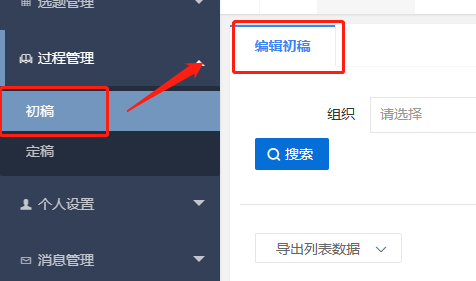 选题管理
过程管理
初稿
定稿
个人设置
消息管理
编辑初稿
组织 请选择
搜索
导出列表数据